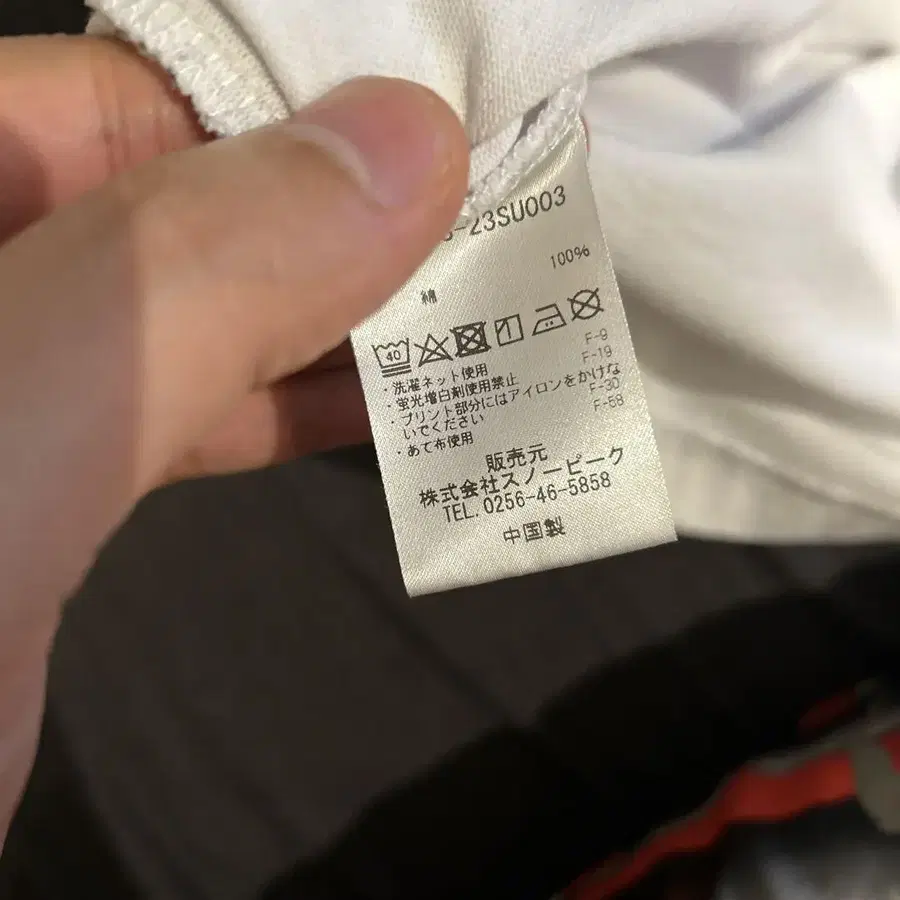 -23SU003
100%
綿
40
F-9
F-19
F-30
F-58
・洗濯ネット使用
・蛍光増白剤使用禁止
・プリント部分にはアイロンをかけな
いでください
・あて布使用
販売元
株式会社スノーピーク
TEL. 0256-46-5858
中国製